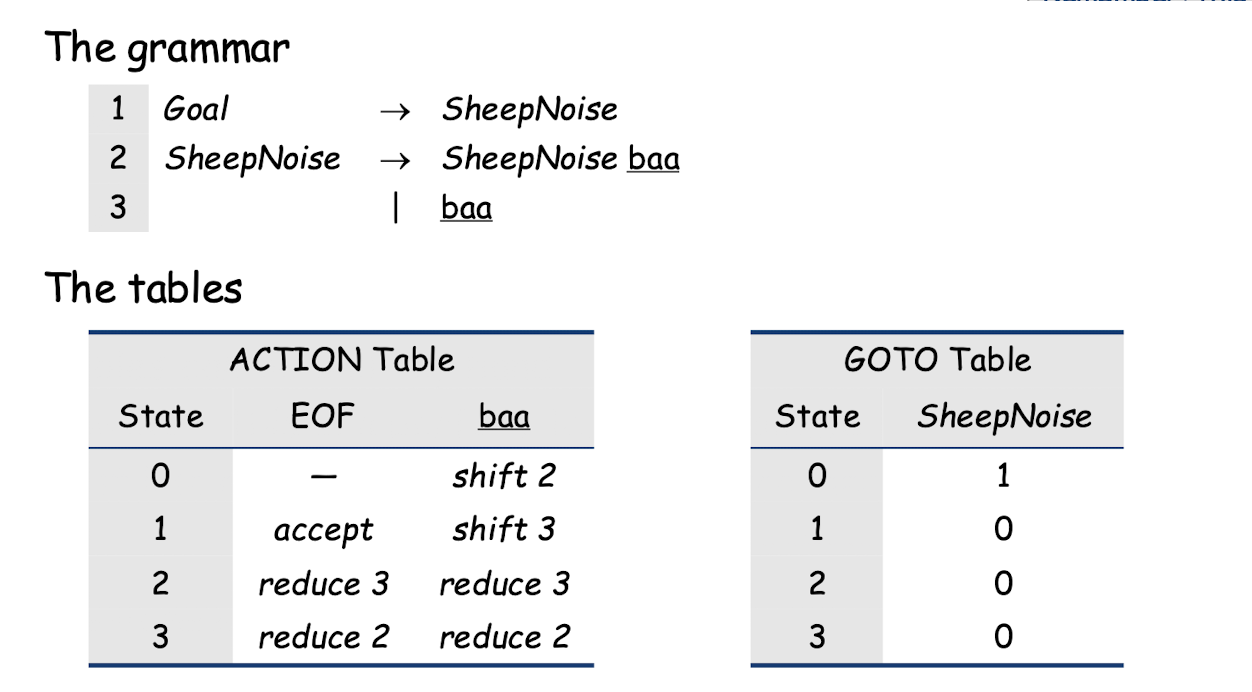 The grammar
1 Goal → SheepNoise
2 SheepNoise → SheepNoise baa
3 | baa
The tables
ACTION Table
State EOF baa
0 — shift 2
1 accept shift 3
2 reduce 3 reduce 3
3 reduce 2 reduce 2
GOTO Table
State SheepNoise
0 1
1 0
2 0
3 0